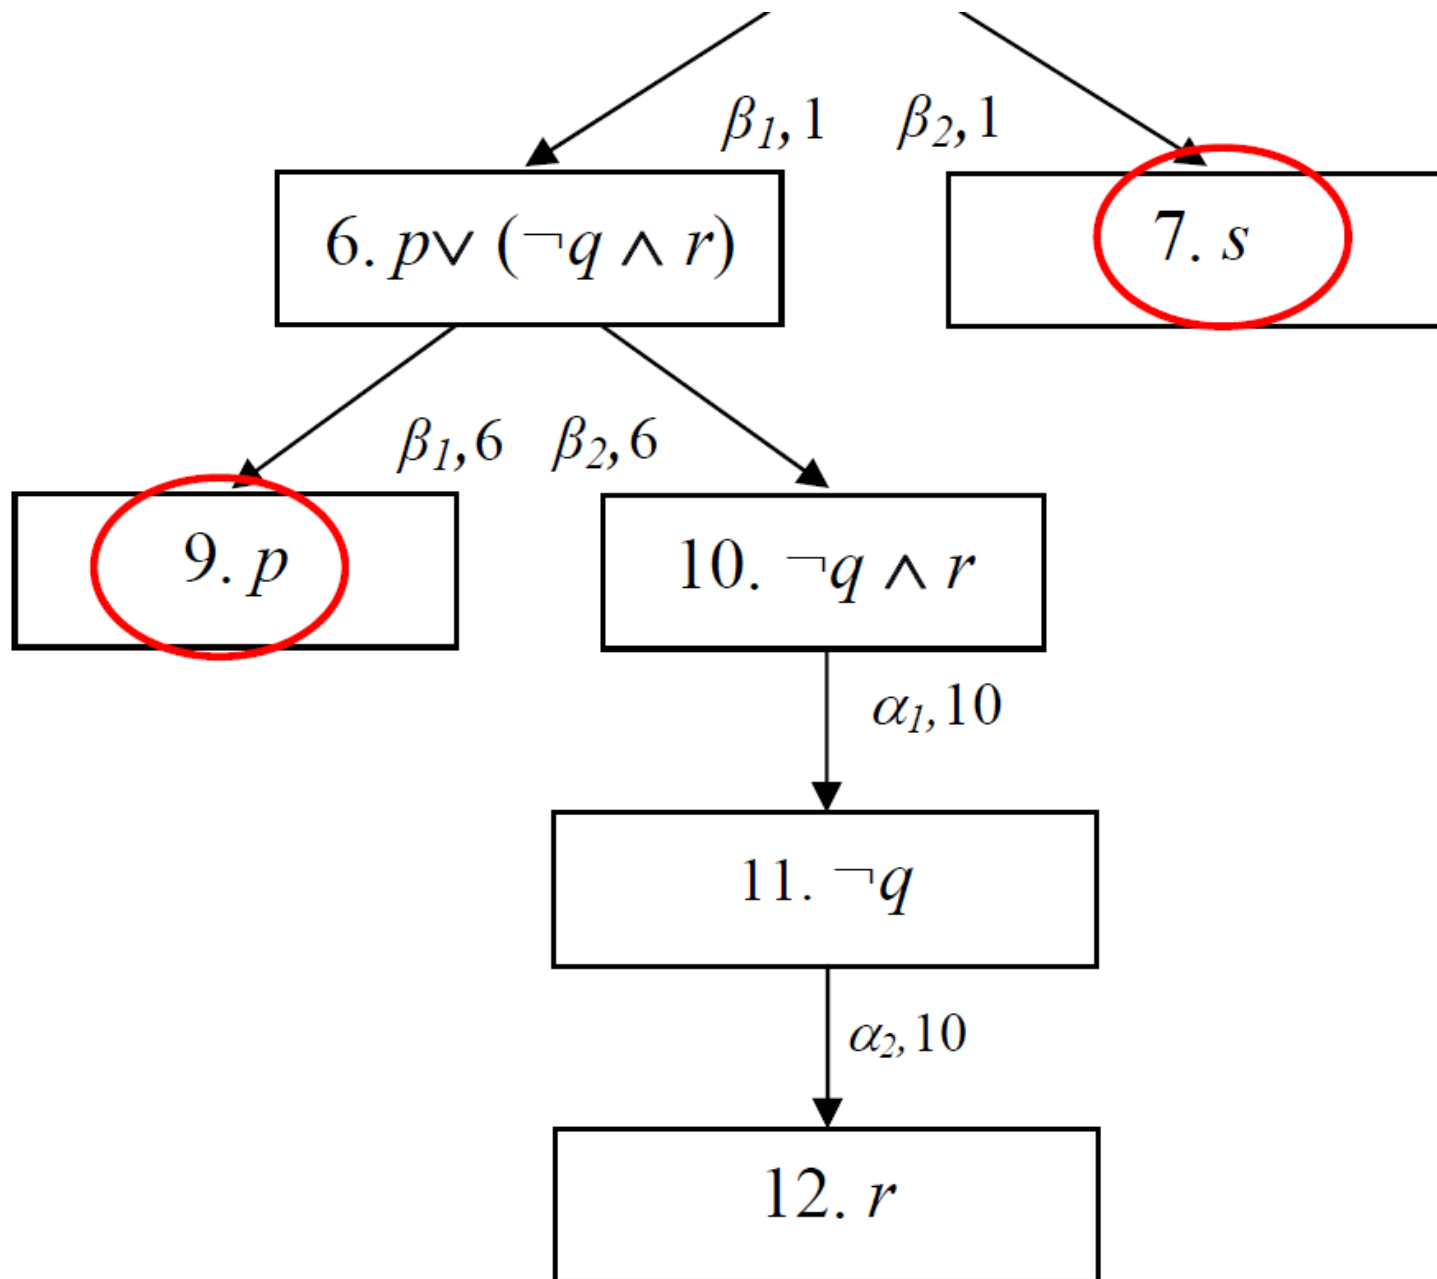 β₁,1 β₂,1
6. p∨ (¬q ∧ r)
7. s
β₁,6 β₂,6
9. p
10. ¬q ∧ r
α₁,10
11. ¬q
α₂,10
12. r